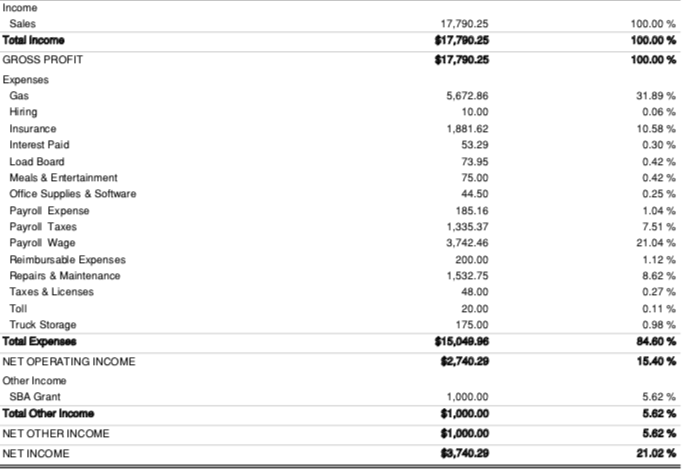 Income
Sales 17,790.25 100.00 %
Total Income $17,790.25 100.00 %
GROSS PROFIT $17,790.25 100.00 %
Expenses
Gas 5,672.86 31.89 %
Hiring 10.00 0.06 %
Insurance 1,881.62 10.58 %
Interest Paid 53.29 0.30 %
Load Board 73.95 0.42 %
Meals & Entertainment 75.00 0.42 %
Office Supplies & Software 44.50 0.25 %
Payroll Expense 185.16 1.04 %
Payroll Taxes 1,335.37 7.51 %
Payroll Wage 3,742.46 21.04 %
Reimbursable Expenses 200.00 1.12 %
Repairs & Maintenance 1,532.75 8.62 %
Taxes & Licenses 48.00 0.27 %
Toll 20.00 0.11 %
Truck Storage 175.00 0.98 %
Total Expenses $15,049.96 84.60 %
NET OPERATING INCOME $2,740.29 15.40 %
Other Income
SBA Grant 1,000.00 5.62 %
Total Other Income $1,000.00 5.62 %
NET OTHER INCOME $1,000.00 5.62 %
NET INCOME $3,740.29 21.02 %